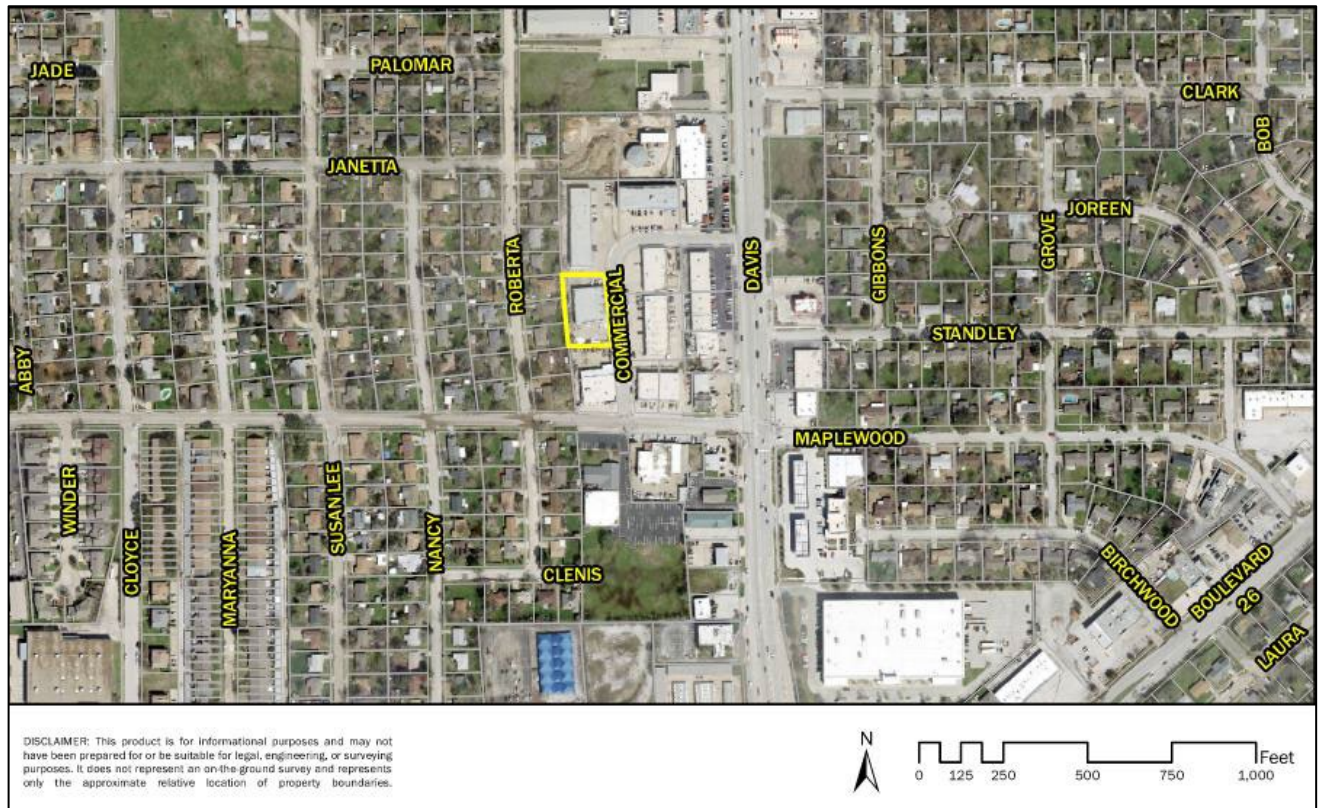 JADE
PALOMAR
CLARK
BOB
JANETTA
JOREEN
ROBERTA
COMMERCIAL
DAVIS
GIBBONS
GROVE
STANDLEY
ABBY
MAPLEWOOD
WINDER
CLOYCE
MARYANNA
SUSAN LEE
NANCY
CLENIS
BIRCHWOOD
BOULEVARD
26
LAURA
DISCLAIMER: This product is for informational purposes and may not
have been prepared for or be suitable for legal, engineering, or surveying
purposes. It does not represent an on-the-ground survey and represents
only the approximate relative location of property boundaries.
N
Feet
0 125 250 500 750 1,000